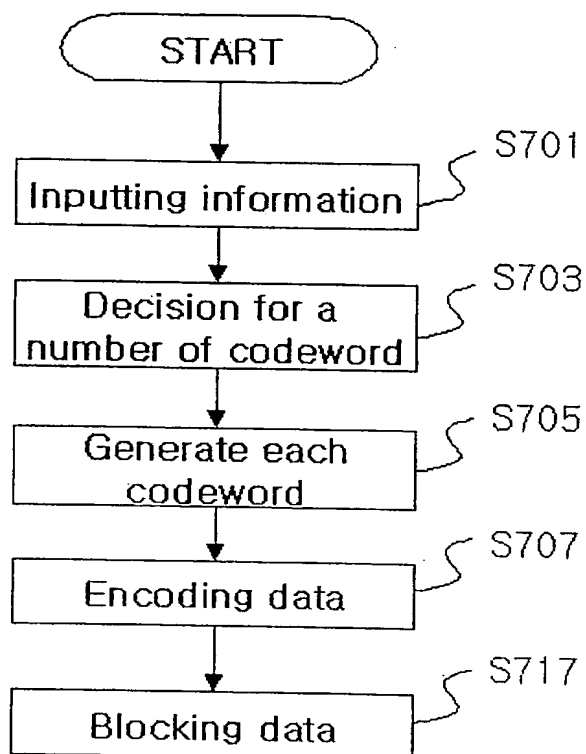 START
S701
Inputting information
S703
Decision for a
number of codeword
S705
Generate each
codeword
S707
Encoding data
S717
Blocking data